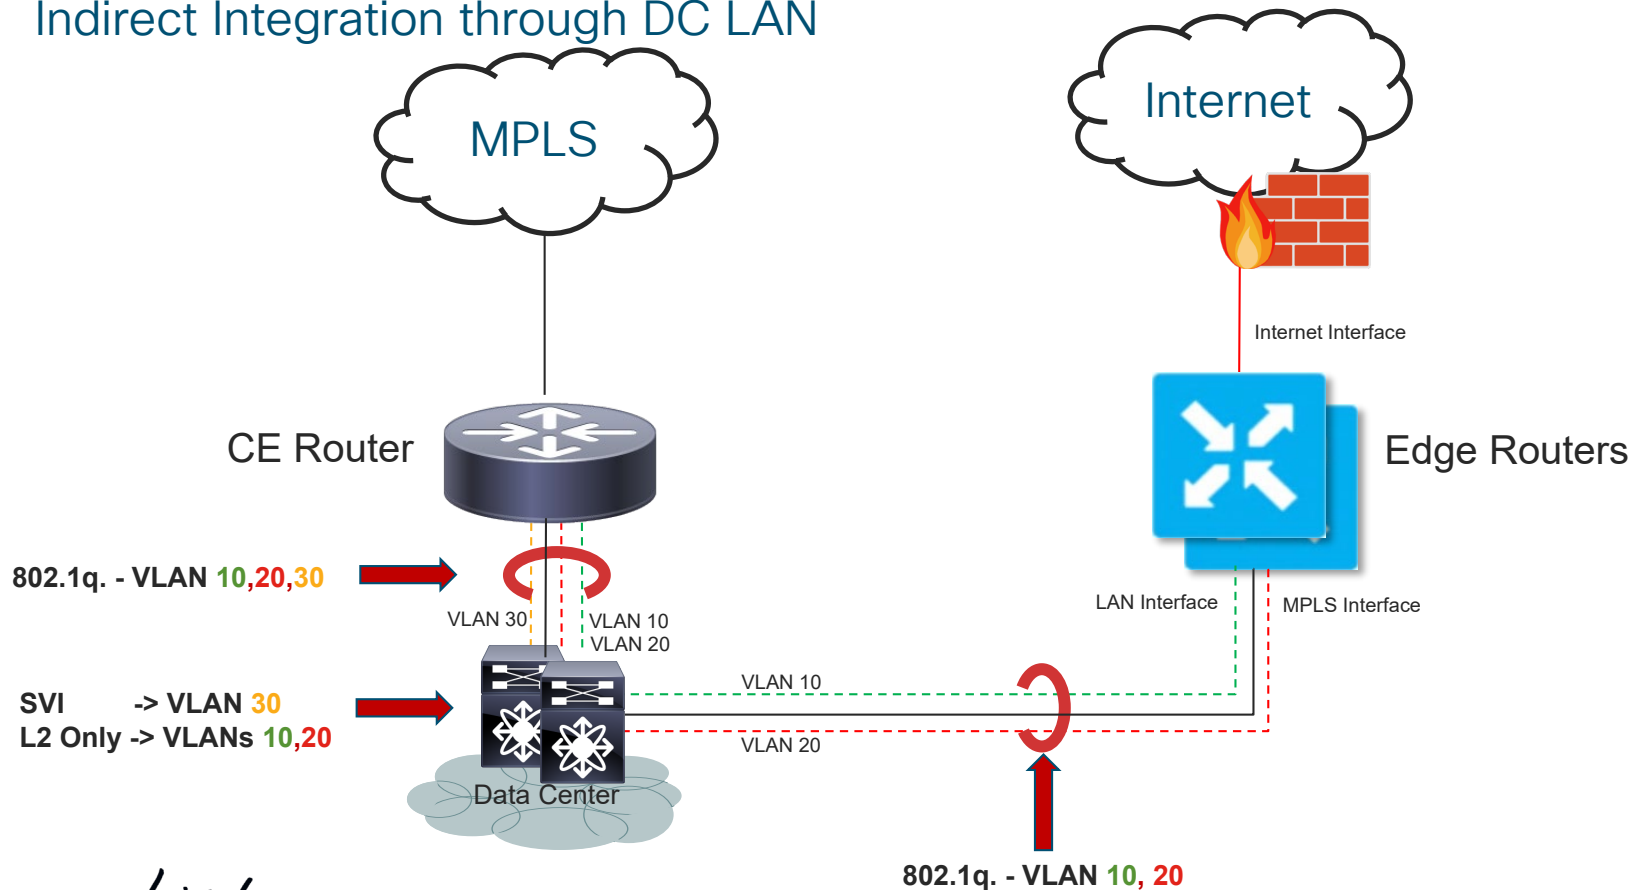 Indirect Integration through DC LAN
MPLS
Internet
Internet Interface
CE Router
Edge Routers
802.1q. - VLAN 10,20,30
VLAN 30
VLAN 10
VLAN 20
LAN Interface
MPLS Interface
SVI -> VLAN 30
L2 Only -> VLANs 10,20
VLAN 10
VLAN 20
Data Center
802.1q. - VLAN 10, 20